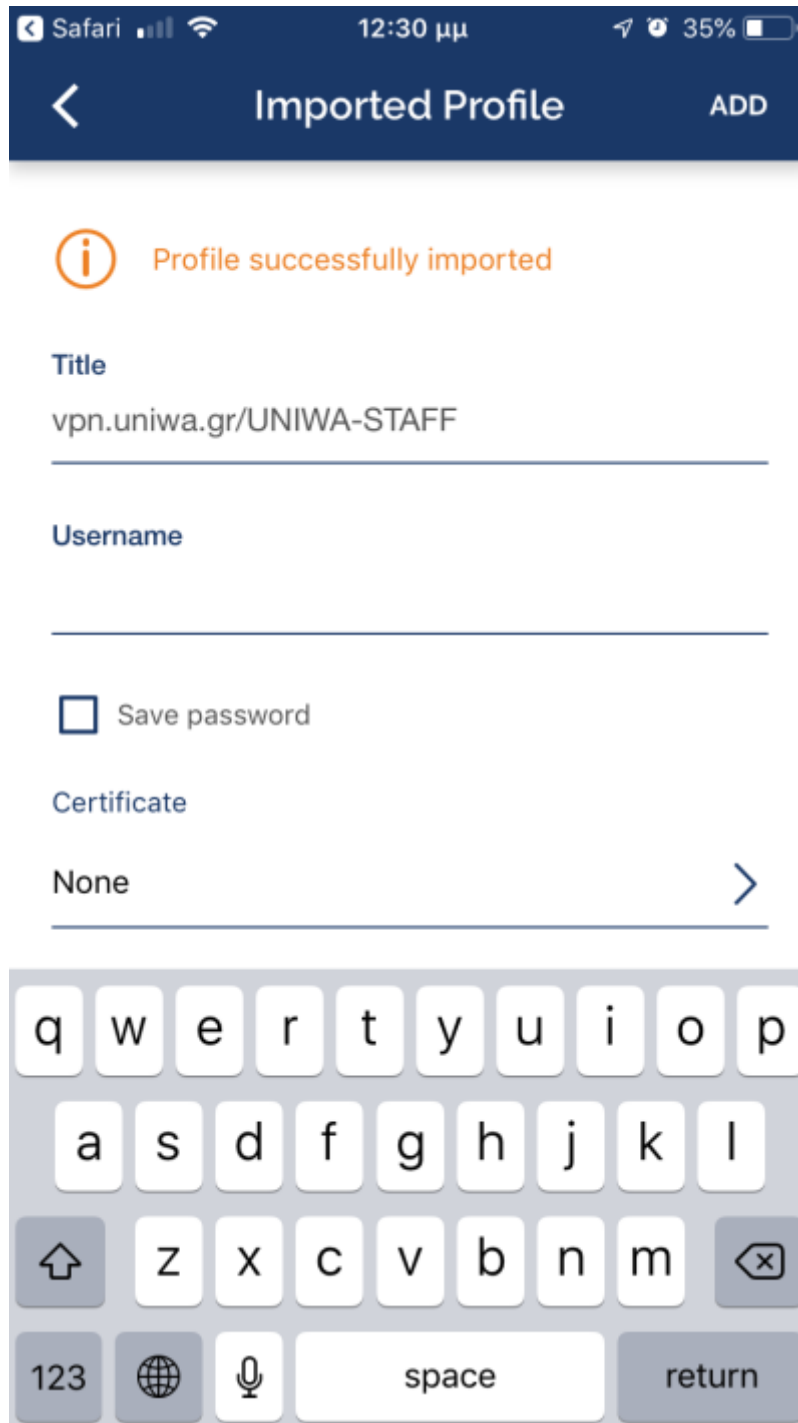 Safari 12:30 μμ 35%
Imported Profile ADD
Profile successfully imported
Title
vpn.uniwa.gr/UNIWA-STAFF
Username
Save password
Certificate
None
q w e r t y u i o p
a s d f g h j k l
z x c v b n m
123 space return